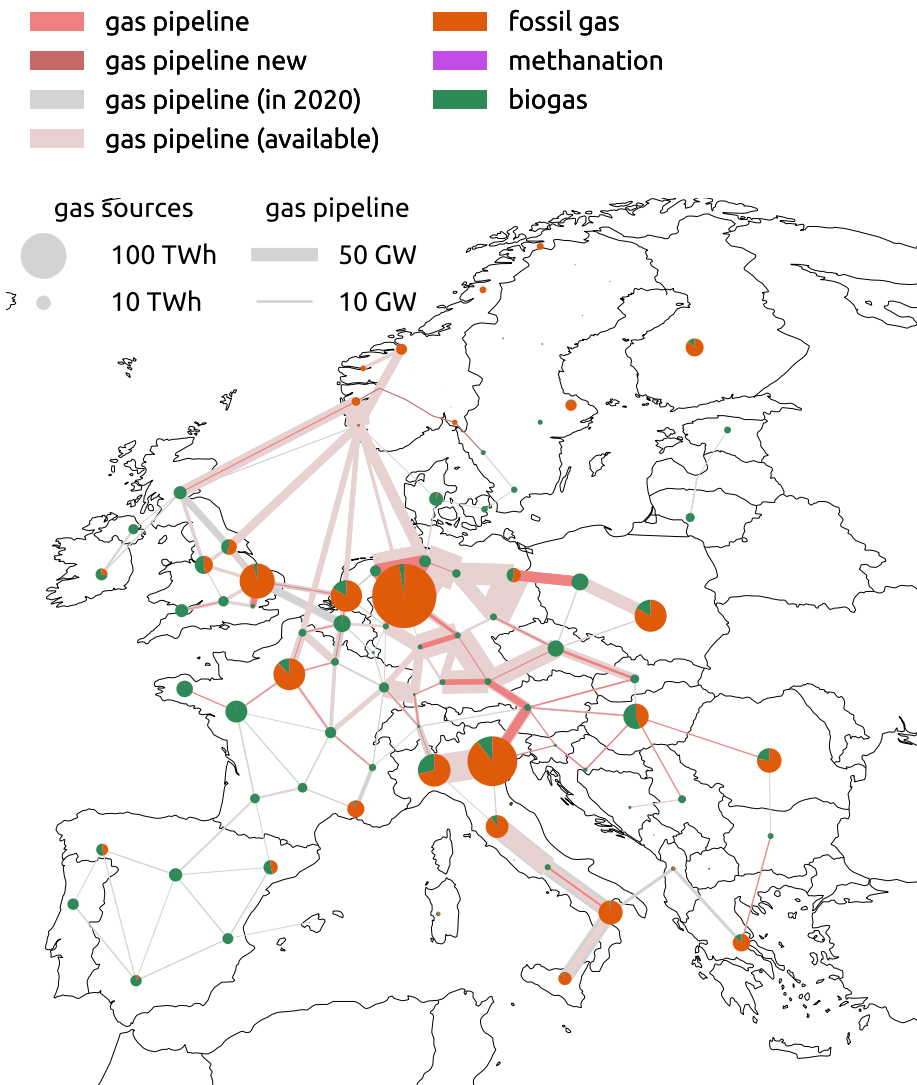 gas pipeline
gas pipeline new
gas pipeline (in 2020)
gas pipeline (available)
fossil gas
methanation
biogas
gas sources
100 TWh
10 TWh
gas pipeline
50 GW
10 GW